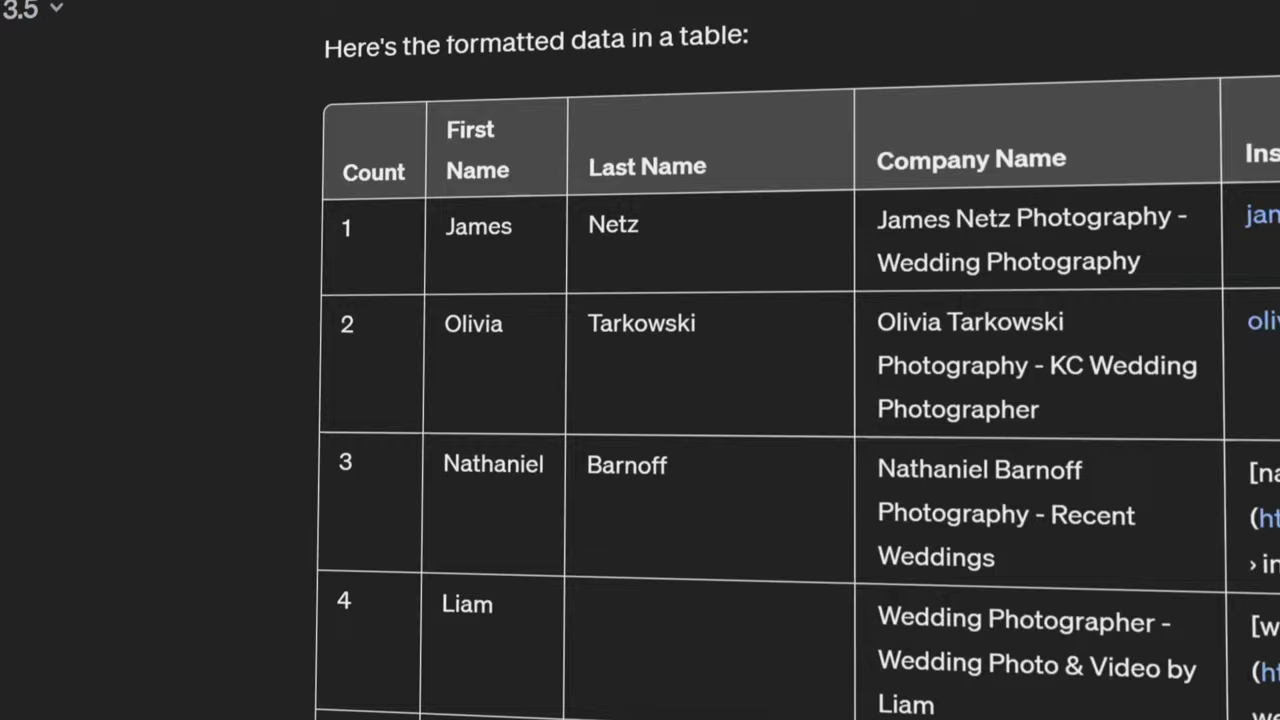 3.5
Here's the formatted data in a table:
Count
First
Name
Last Name
Company Name
Ins
1
James
Netz
James Netz Photography -
Wedding Photography
jan
2
Olivia
Tarkowski
Olivia Tarkowski
Photography - KC Wedding
Photographer
oliv
3
Nathaniel
Barnoff
Nathaniel Barnoff
Photography - Recent
Weddings
[na
(ht
› in
4
Liam
Wedding Photographer -
Wedding Photo & Video by
Liam
[w
(ht